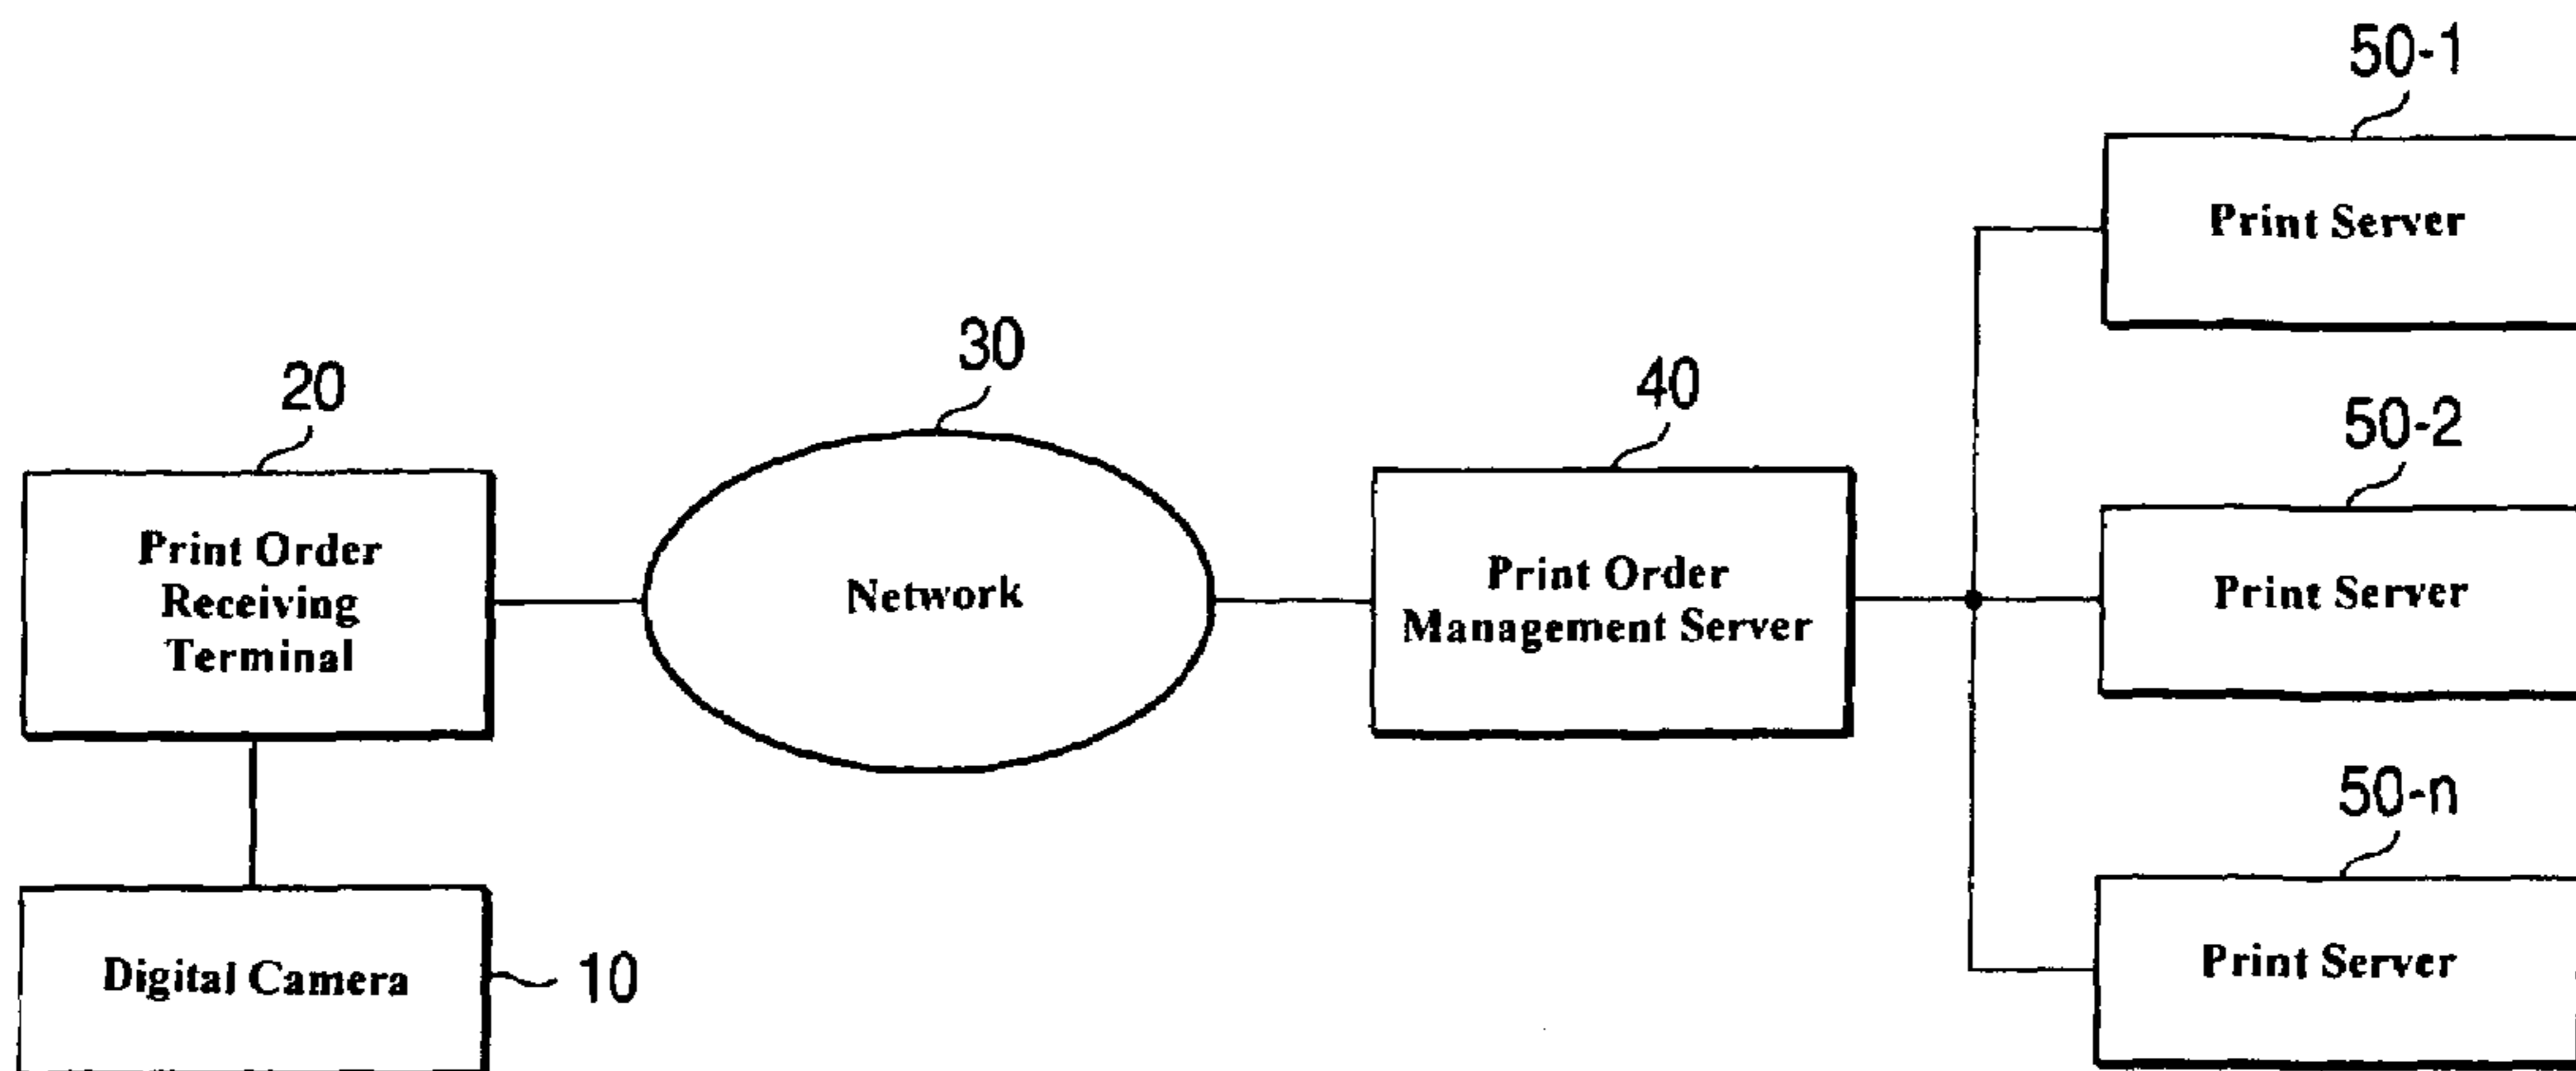 50-1
Print Server
30
20
40
50-2
Print Order
Receiving
Terminal
Network
Print Order
Management Server
Print Server
50-n
Digital Camera
10
Print Server